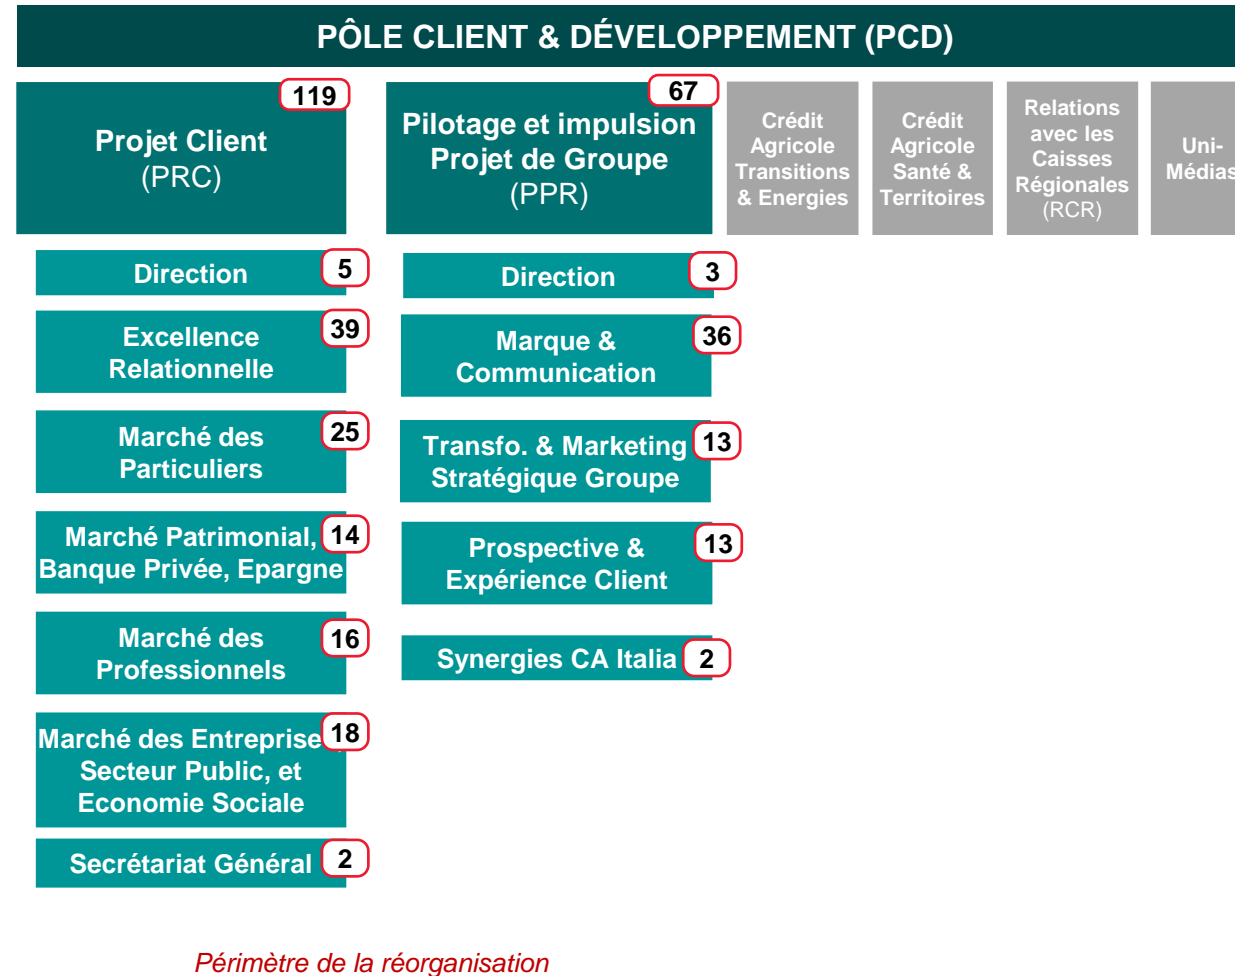 PÔLE CLIENT & DÉVELOPPEMENT (PCD)
119
Projet Client
(PRC)
67
Pilotage et impulsion
Projet de Groupe
(PPR)
Crédit
Agricole
Transitions
& Energies
Crédit
Agricole
Santé &
Territoires
Relations
avec les
Caisses
Régionales
(RCR)
Uni-
Médias
Direction 5
Excellence
Relationnelle
39
Marché des
Particuliers
25
Marché Patrimonial,
Banque Privée, Epargne
14
Marché des
Professionnels
16
Marché des Entreprise
Secteur Public, et
Economie Sociale
18
Secrétariat Général 2
Direction 3
Marque &
Communication
36
Transfo. & Marketing
Stratégique Groupe
13
Prospective &
Expérience Client
13
Synergies CA Italia 2
Périmètre de la réorganisation